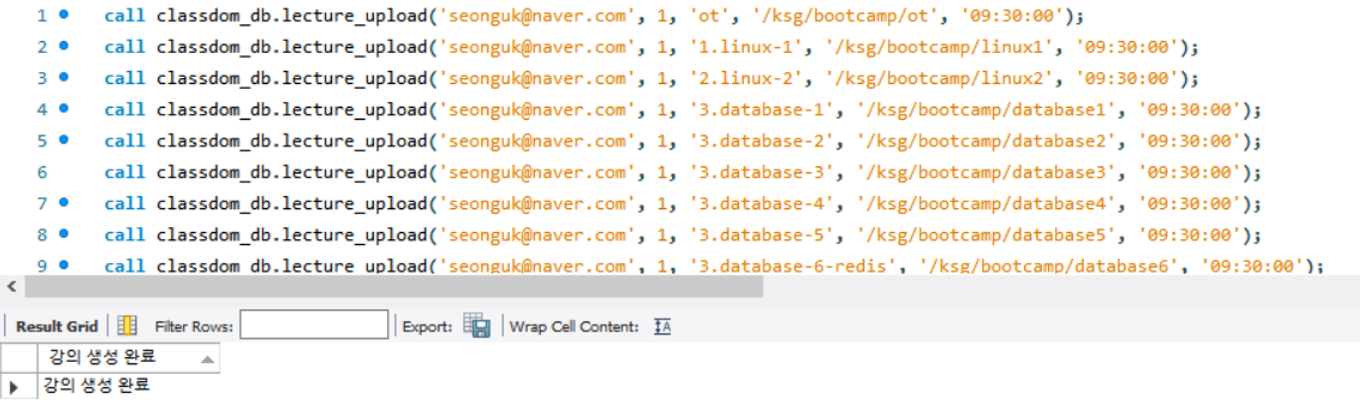 1 call classdom_db.lecture_upload('seonguk@naver.com', 1, 'ot', '/ksg/bootcamp/ot', '09:30:00');
2 call classdom_db.lecture_upload('seonguk@naver.com', 1, '1.linux-1', '/ksg/bootcamp/linux1', '09:30:00');
3 call classdom_db.lecture_upload('seonguk@naver.com', 1, '2.linux-2', '/ksg/bootcamp/linux2', '09:30:00');
4 call classdom_db.lecture_upload('seonguk@naver.com', 1, '3.database-1', '/ksg/bootcamp/database1', '09:30:00');
5 call classdom_db.lecture_upload('seonguk@naver.com', 1, '3.database-2', '/ksg/bootcamp/database2', '09:30:00');
6 call classdom_db.lecture_upload('seonguk@naver.com', 1, '3.database-3', '/ksg/bootcamp/database3', '09:30:00');
7 call classdom_db.lecture_upload('seonguk@naver.com', 1, '3.database-4', '/ksg/bootcamp/database4', '09:30:00');
8 call classdom_db.lecture_upload('seonguk@naver.com', 1, '3.database-5', '/ksg/bootcamp/database5', '09:30:00');
9 call classdom_db.lecture_upload('seonguk@naver.com', 1, '3.database-6-redis', '/ksg/bootcamp/database6', '09:30:00');
Result Grid Filter Rows: Export: Wrap Cell Content:
강의 생성 완료
강의 생성 완료